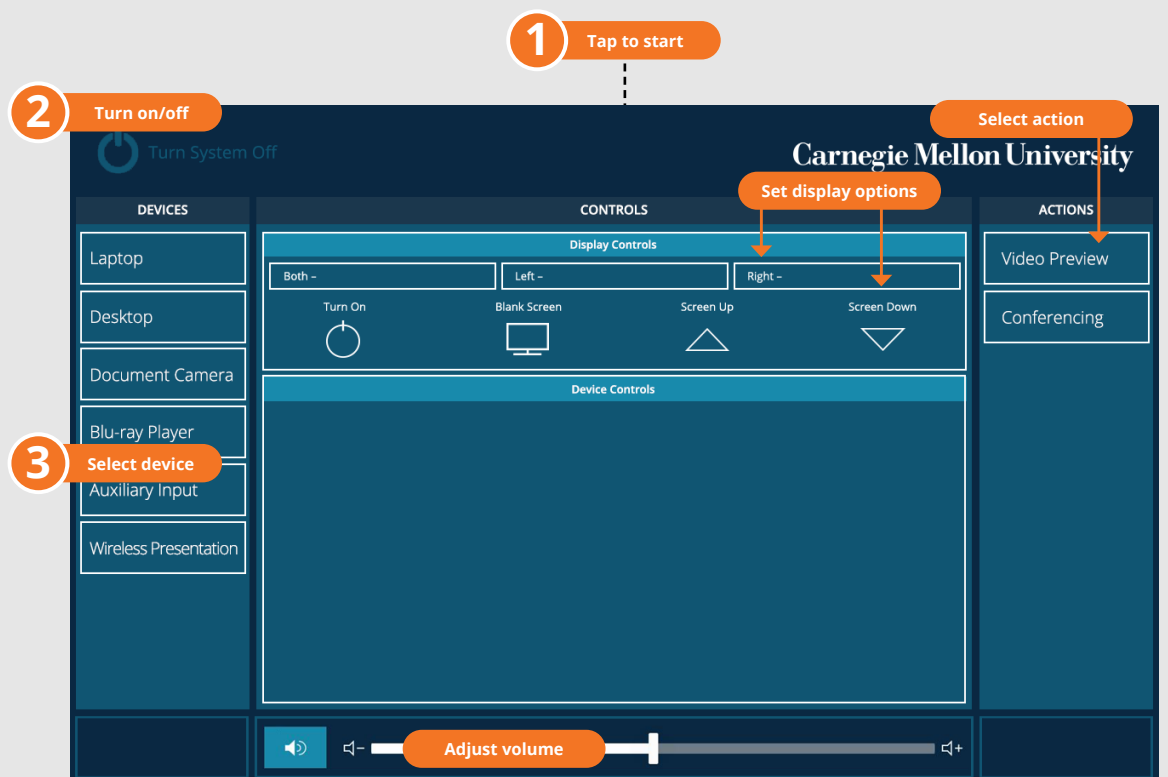 1 Tap to start
2 Turn on/off
Select action
Turn System Off
Carnegie Mellon University
Set display options
DEVICES
CONTROLS
ACTIONS
Laptop
Desktop
Document Camera
Blu-ray Player
3 Select device
Auxiliary Input
Wireless Presentation
Display Controls
Both –
Left –
Right –
Turn On
Blank Screen
Screen Up
Screen Down
Device Controls
Video Preview
Conferencing
–
Adjust volume
+